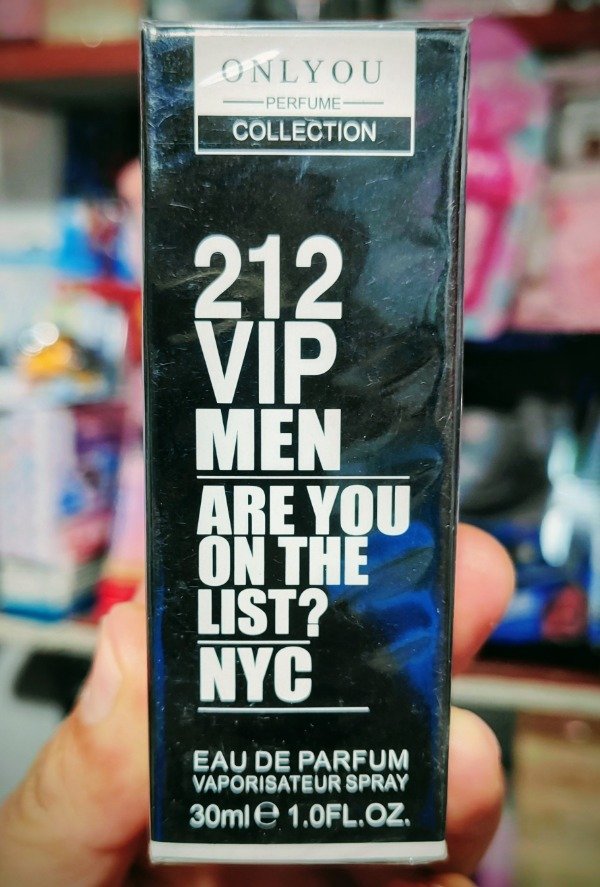 ONLYOU
PERFUME
COLLECTION
212
VIP
MEN
ARE YOU
ON THE
LIST?
NYC
EAU DE PARFUM
VAPORISATEUR SPRAY
30ml ℮ 1.0FL.OZ.